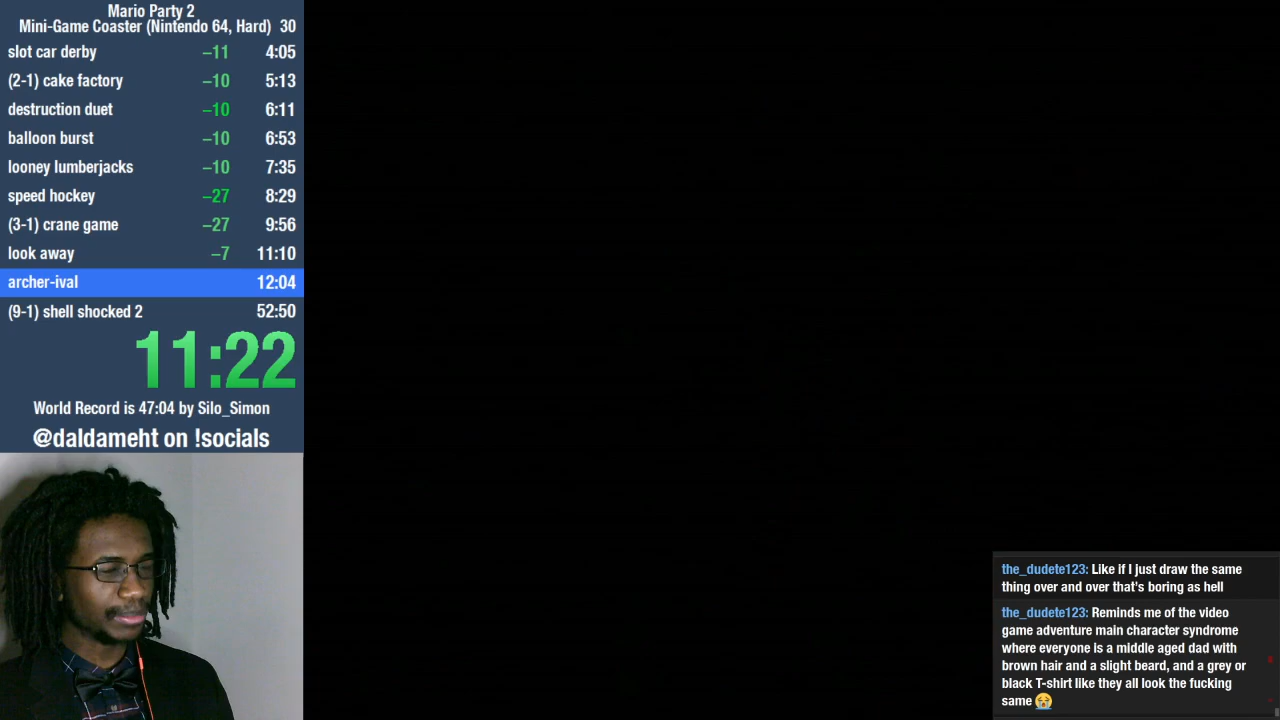 Mario Party 2
Mini-Game Coaster (Nintendo 64, Hard) 30
slot car derby –11 4:05
(2-1) cake factory –10 5:13
destruction duet –10 6:11
balloon burst –10 6:53
looney lumberjacks –10 7:35
speed hockey –27 8:29
(3-1) crane game –27 9:56
look away –7 11:10
archer-ival 12:04
(9-1) shell shocked 2 52:50
11:22
World Record is 47:04 by Silo_Simon
@daldameht on !socials
the_dudete123: Like if I just draw the same
thing over and over that's boring as hell
the_dudete123: Reminds me of the video
game adventure main character syndrome
where everyone is a middle aged dad with
brown hair and a slight beard, and a grey or
black T-shirt like they all look the fucking
same 😭